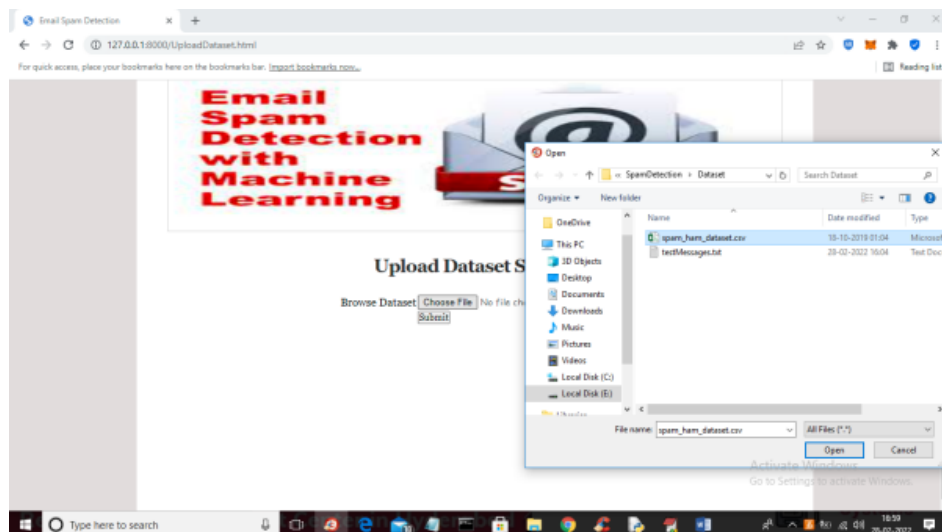 Email Spam Detection
127.0.0.1:8000/UploadDataset.html
For quick access, place your bookmarks here on the bookmarks bar. Import bookmarks now...
Reading list
Email
Spam
Detection
with
Machine
Learning
S
Upload Dataset S
Browse Dataset Choose File No file ch
Submit
Open
« SpamDetection › Dataset
Search Dataset
Organize
New folder
OneDrive
This PC
3D Objects
Desktop
Documents
Downloads
Music
Pictures
Videos
Local Disk (C:)
Local Disk (E:)
Name Date modified Type
spam_ham_dataset.csv 18-10-2019 01:04 Microsof
testMessages.txt 28-02-2022 16:04 Text Doc
File name: spam_ham_dataset.csv All Files (*.*)
Open Cancel
Activate Windows
Go to Settings to activate Windows.
Type here to search
16:59